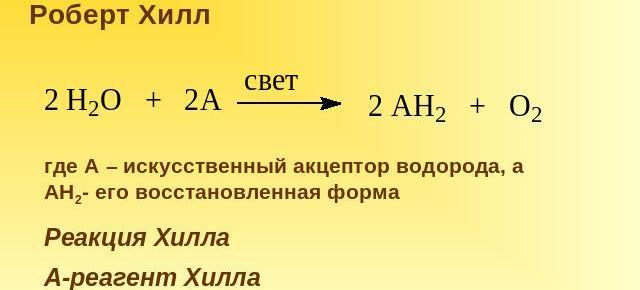 Роберт Хилл
свет
2 H₂O + 2A → 2 AH₂ + O₂
где А – искусственный акцептор водорода, а
АН₂- его восстановленная форма
Реакция Хилла
А-реагент Хилла